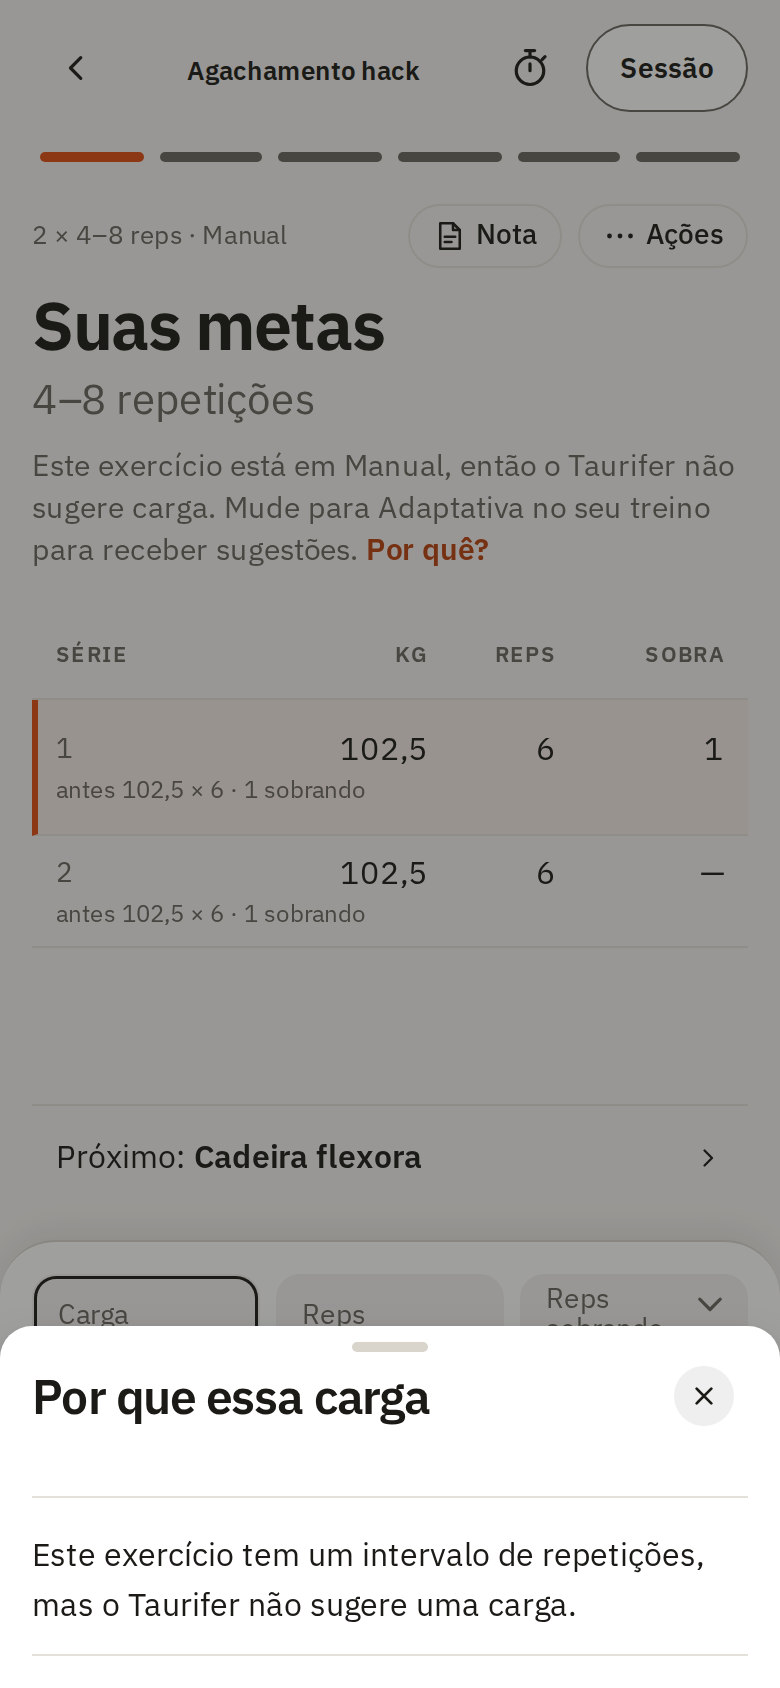 Agachamento hack
Sessão
2 × 4–8 reps · Manual
Nota
Ações
Suas metas
4–8 repetições
Este exercício está em Manual, então o Taurifer não
sugere carga. Mude para Adaptativa no seu treino
para receber sugestões. Por quê?
SÉRIE KG REPS SOBRA
1 102,5 6 1
antes 102,5 × 6 · 1 sobrando
2 102,5 6 —
antes 102,5 × 6 · 1 sobrando
Próximo: Cadeira flexora
Carga
Reps
Reps
sobrando
Por que essa carga
Este exercício tem um intervalo de repetições,
mas o Taurifer não sugere uma carga.